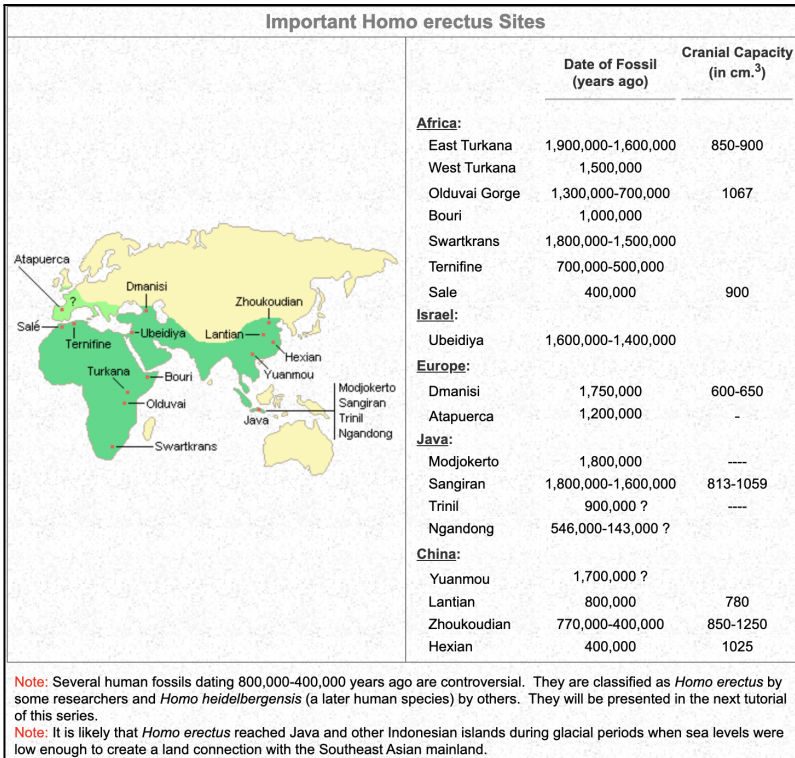 Important Homo erectus Sites
Atapuerca
?
Dmanisi
Zhoukoudian
Salé
Ternifine
Ubeidiya
Lantian
Hexian
Yuanmou
Turkana
Bouri
Olduvai
Modjokerto
Sangiran
Trinil
Ngandong
Java
Swartkrans
Date of Fossil
(years ago)
Cranial Capacity
(in cm.³)
Africa:
East Turkana 1,900,000-1,600,000 850-900
West Turkana 1,500,000
Olduvai Gorge 1,300,000-700,000 1067
Bouri 1,000,000
Swartkrans 1,800,000-1,500,000
Ternifine 700,000-500,000
Sale 400,000 900
Israel:
Ubeidiya 1,600,000-1,400,000
Europe:
Dmanisi 1,750,000 600-650
Atapuerca 1,200,000 -
Java:
Modjokerto 1,800,000 ----
Sangiran 1,800,000-1,600,000 813-1059
Trinil 900,000 ? ----
Ngandong 546,000-143,000 ?
China:
Yuanmou 1,700,000 ?
Lantian 800,000 780
Zhoukoudian 770,000-400,000 850-1250
Hexian 400,000 1025
Note: Several human fossils dating 800,000-400,000 years ago are controversial. They are classified as Homo erectus by
some researchers and Homo heidelbergensis (a later human species) by others. They will be presented in the next tutorial
of this series.
Note: It is likely that Homo erectus reached Java and other Indonesian islands during glacial periods when sea levels were
low enough to create a land connection with the Southeast Asian mainland.